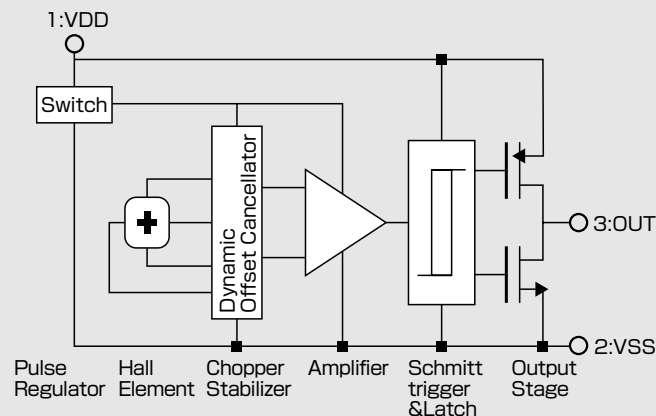 1:VDD
Switch
Dynamic
Offset Cancellator
3:OUT
2:VSS
Pulse
Regulator
Hall
Element
Chopper
Stabilizer
Amplifier
Schmitt
trigger
&Latch
Output
Stage